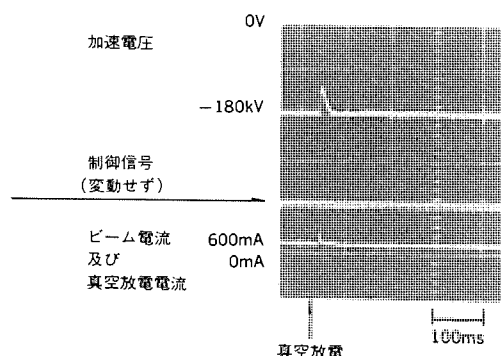 0V
加速電圧
−180kV
制御信号
(変動せず)
ビーム電流 600mA
及び 0mA
真空放電電流
100ms
真空放電